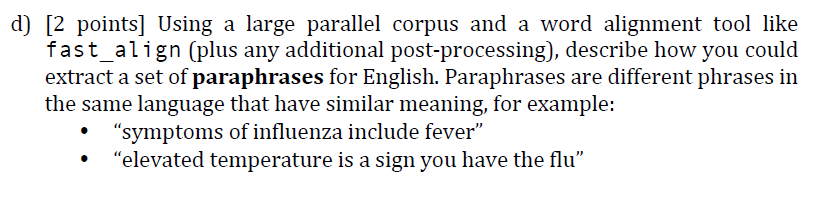 d) [2 points] Using a large parallel corpus and a word alignment tool like
fast_align (plus any additional post-processing), describe how you could
extract a set of paraphrases for English. Paraphrases are different phrases in
the same language that have similar meaning, for example:
• “symptoms of influenza include fever”
• “elevated temperature is a sign you have the flu”